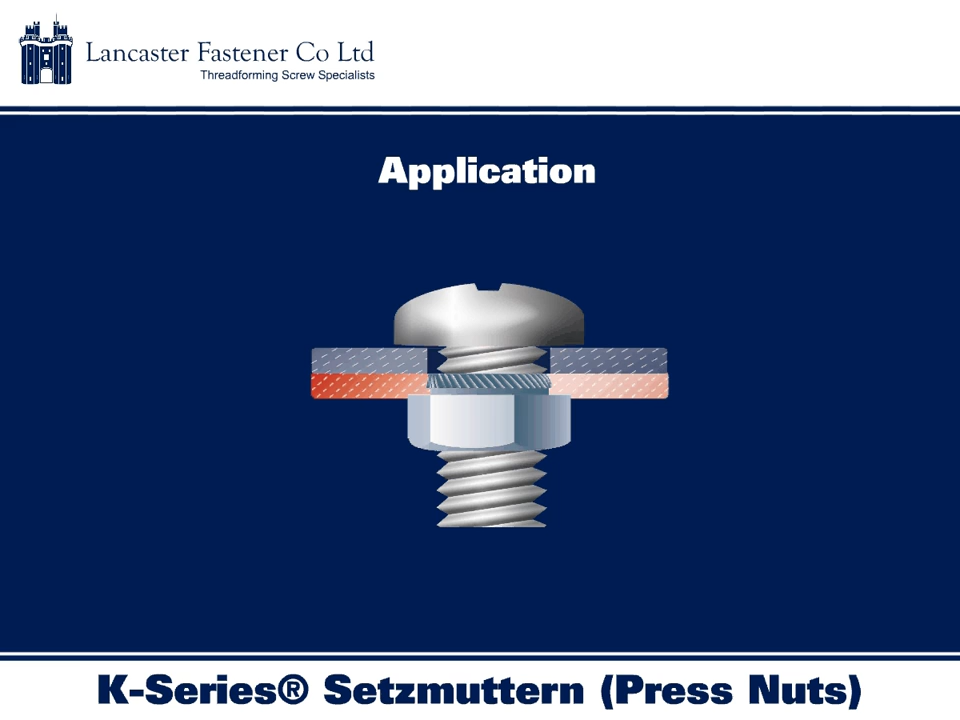 Lancaster Fastener Co Ltd
Threadforming Screw Specialists
Application
K-Series® Setzmuttern (Press Nuts)